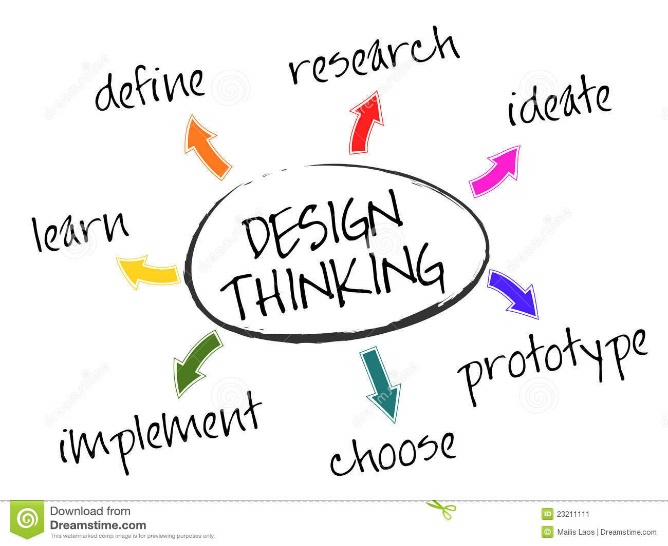 define
research
ideate
learn
DESIGN
THINKING
prototype
implement
choose
Download from
Dreamstime.com
This watermarked comp image is for previewing purposes only.
ID 23211111
© Mailis Laos | Dreamstime.com